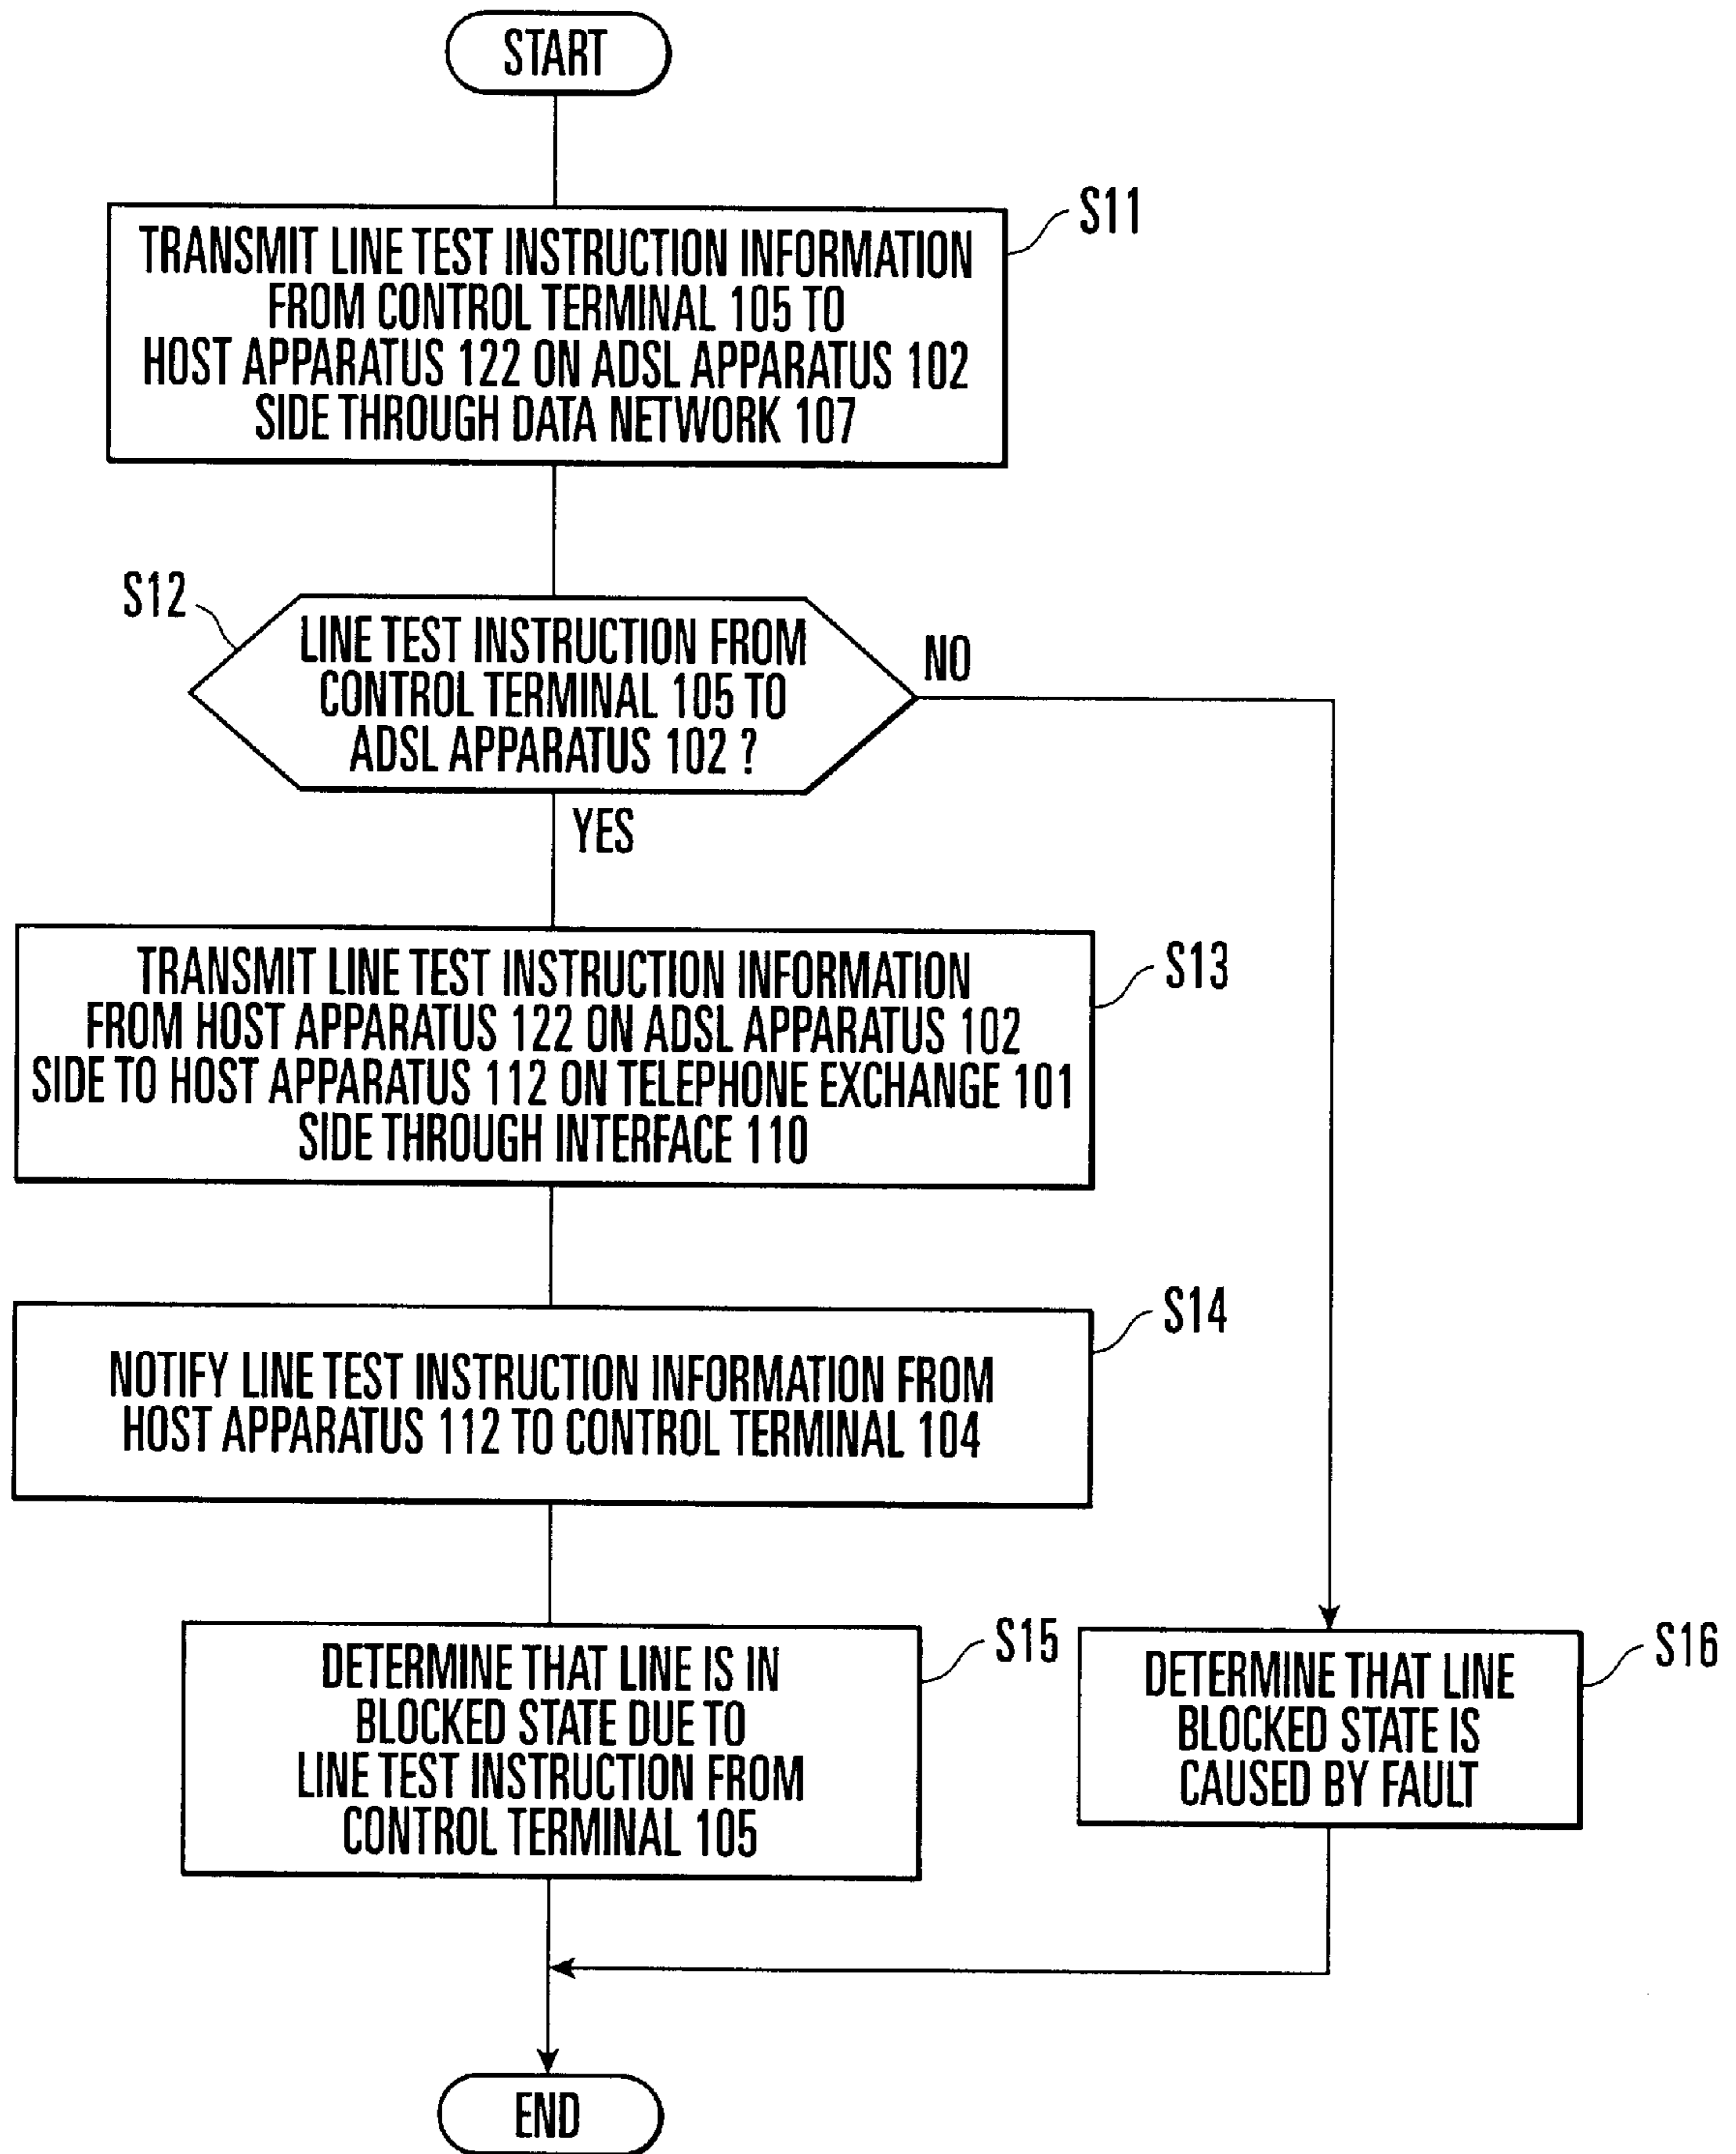 START
S11
TRANSMIT LINE TEST INSTRUCTION INFORMATION
FROM CONTROL TERMINAL 105 TO
HOST APPARATUS 122 ON ADSL APPARATUS 102
SIDE THROUGH DATA NETWORK 107
S12
LINE TEST INSTRUCTION FROM
CONTROL TERMINAL 105 TO
ADSL APPARATUS 102 ?
NO
YES
S13
TRANSMIT LINE TEST INSTRUCTION INFORMATION
FROM HOST APPARATUS 122 ON ADSL APPARATUS 102
SIDE TO HOST APPARATUS 112 ON TELEPHONE EXCHANGE 101
SIDE THROUGH INTERFACE 110
S14
NOTIFY LINE TEST INSTRUCTION INFORMATION FROM
HOST APPARATUS 112 TO CONTROL TERMINAL 104
S15
DETERMINE THAT LINE IS IN
BLOCKED STATE DUE TO
LINE TEST INSTRUCTION FROM
CONTROL TERMINAL 105
S16
DETERMINE THAT LINE
BLOCKED STATE IS
CAUSED BY FAULT
END